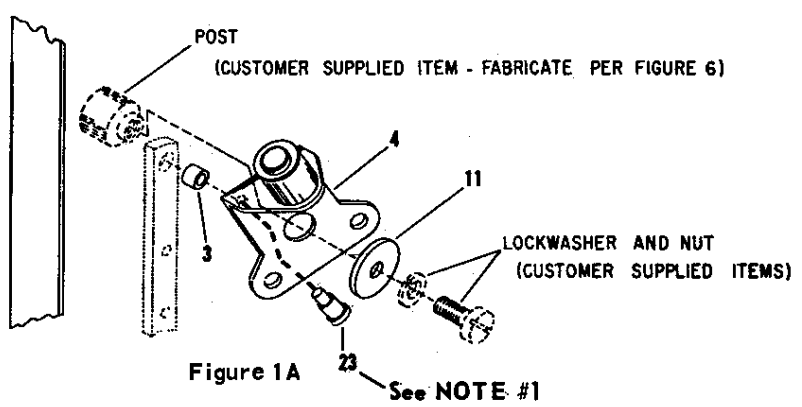 POST
(CUSTOMER SUPPLIED ITEM - FABRICATE PER FIGURE 6)
4
11
3
LOCKWASHER AND NUT
(CUSTOMER SUPPLIED ITEMS)
Figure 1A
23
See NOTE #1